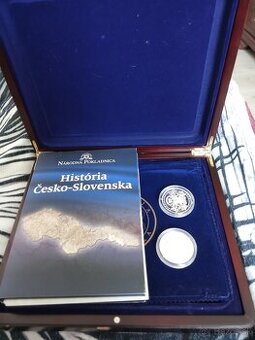 Národná Pokladnica
História
Česko-Slovenska